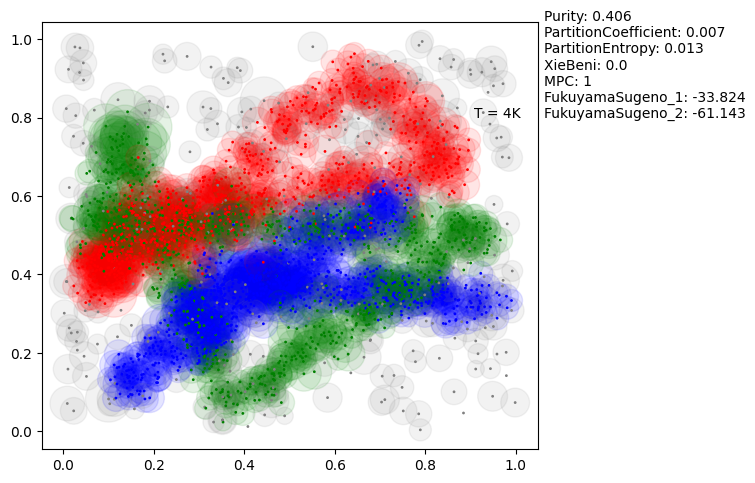 Purity: 0.406
PartitionCoefficient: 0.007
PartitionEntropy: 0.013
XieBeni: 0.0
MPC: 1
FukuyamaSugeno_1: -33.824
FukuyamaSugeno_2: -61.143
T = 4K
1.0
0.8
0.6
0.4
0.2
0.0
0.0 0.2 0.4 0.6 0.8 1.0